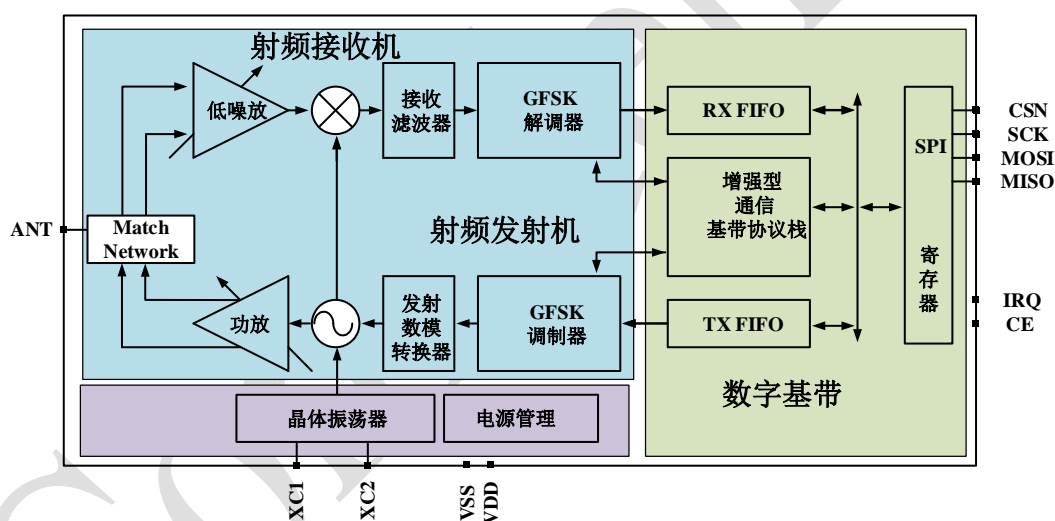 射频接收机
低噪放
接收
滤波器
GFSK
解调器
RX FIFO
SPI
CSN
SCK
MOSI
MISO
增强型
通信
基带协议栈
ANT
Match
Network
射频发射机
功放
发射
数模
转换器
GFSK
调制器
TX FIFO
寄
存
器
IRQ
CE
数字基带
晶体振荡器
电源管理
XC1
XC2
VSS
VDD